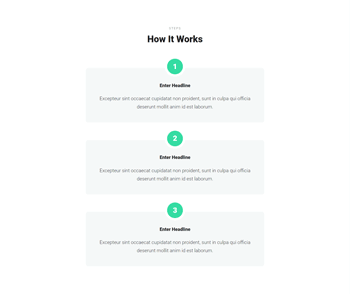 STEPS
How It Works
1
Enter Headline
Excepteur sint occaecat cupidatat non proident, sunt in culpa qui officia
deserunt mollit anim id est laborum.
2
Enter Headline
Excepteur sint occaecat cupidatat non proident, sunt in culpa qui officia
deserunt mollit anim id est laborum.
3
Enter Headline
Excepteur sint occaecat cupidatat non proident, sunt in culpa qui officia
deserunt mollit anim id est laborum.